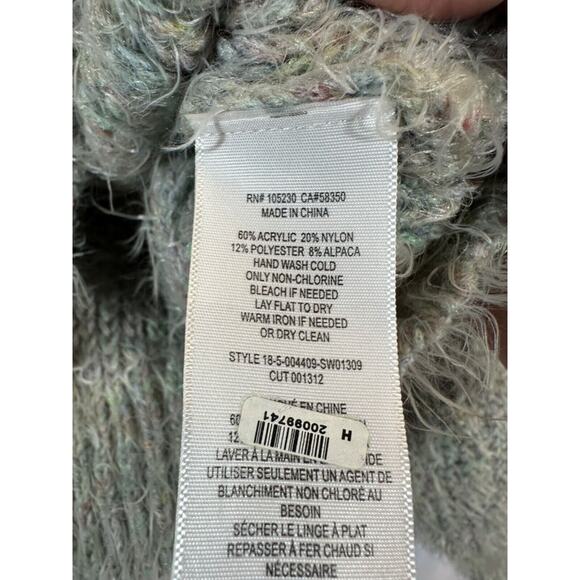 RN# 105230 CA#58350
MADE IN CHINA
60% ACRYLIC 20% NYLON
12% POLYESTER 8% ALPACA
HAND WASH COLD
ONLY NON-CHLORINE
BLEACH IF NEEDED
LAY FLAT TO DRY
WARM IRON IF NEEDED
OR DRY CLEAN
STYLE 18-5-004409-SW01309
CUT 001312
EN CHINE
H
20099741
LAVER À LA MAIN
UTILISER SEULEMENT UN AGENT DE
BLANCHIMENT NON CHLORÉ AU
BESOIN
SÉCHER LE LINGE À PLAT
REPASSER À FER CHAUD SI
NÉCESSAIRE